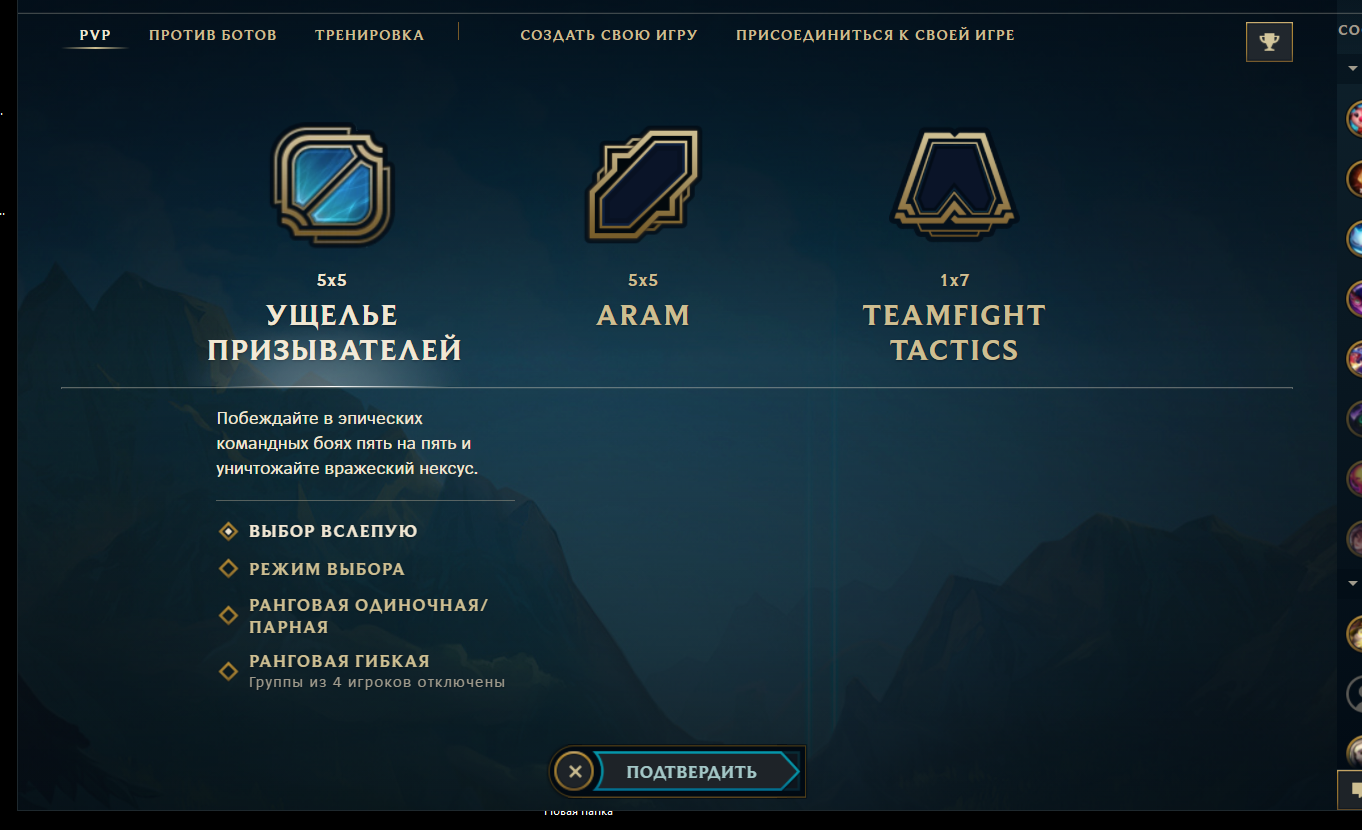 PVP ПРОТИВ БОТОВ ТРЕНИРОВКА СОЗДАТЬ СВОЮ ИГРУ ПРИСОЕДИНИТЬСЯ К СВОЕЙ ИГРЕ
СО
5x5
УЩЕЛЬЕ
ПРИЗЫВАТЕЛЕЙ
5x5
ARAM
1x7
TEAMFIGHT
TACTICS
Побеждайте в эпических
командных боях пять на пять и
уничтожайте вражеский нексус.
ВЫБОР ВСЛЕПУЮ
РЕЖИМ ВЫБОРА
РАНГОВАЯ ОДИНОЧНАЯ/
ПАРНАЯ
РАНГОВАЯ ГИБКАЯ
Группы из 4 игроков отключены
ПОДТВЕРДИТЬ
Новая папка